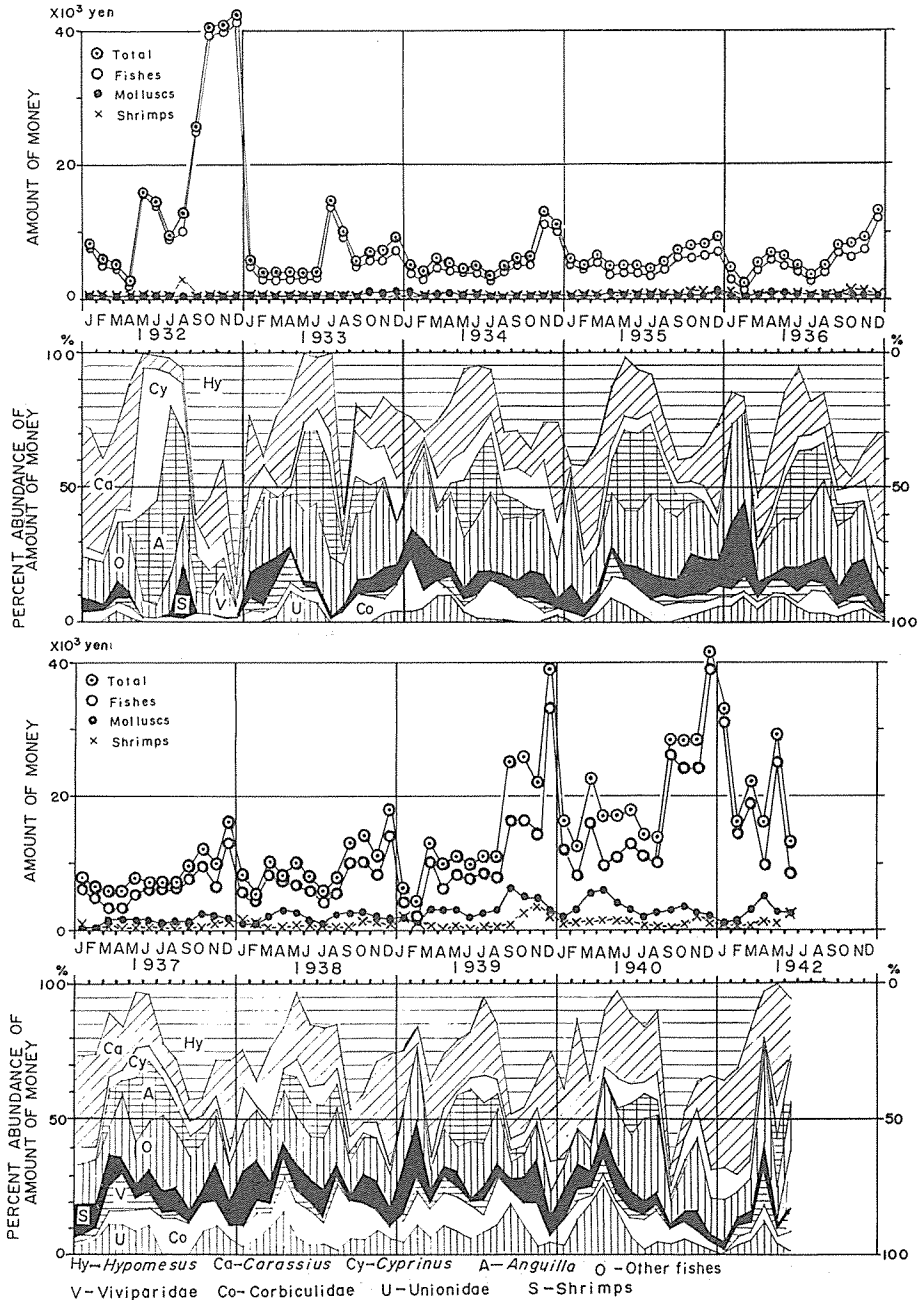 X10³ yen
40
20
0
AMOUNT OF MONEY
Total
Fishes
Molluscs
Shrimps
J F M A M J J A S O N D J F M A M J J A S O N D J F M A M J J A S O N D J F M A M J J A S O N D J F M A M J J A S O N D
1932 1933 1934 1935 1936
%
100
50
0
PERCENT ABUNDANCE OF
AMOUNT OF MONEY
Cy Hy
Ca
O A S V U Co
0
50
100
X10³ yen
40
20
0
AMOUNT OF MONEY
Total
Fishes
Molluscs
Shrimps
J F M A M J J A S O N D J F M A M J J A S O N D J F M A M J J A S O N D J F M A M J J A S O N D J F M A M J J A S O N D
1937 1938 1939 1940 1942
%
100
50
0
PERCENT ABUNDANCE OF
AMOUNT OF MONEY
Ca Hy
Cy
A
O
V
S
U Co
%
0
50
100
Hy-Hypomesus Ca-Carassius Cy-Cyprinus A-Anguilla O-Other fishes
V-Viviparidae Co-Corbiculidae U-Unionidae S-Shrimps